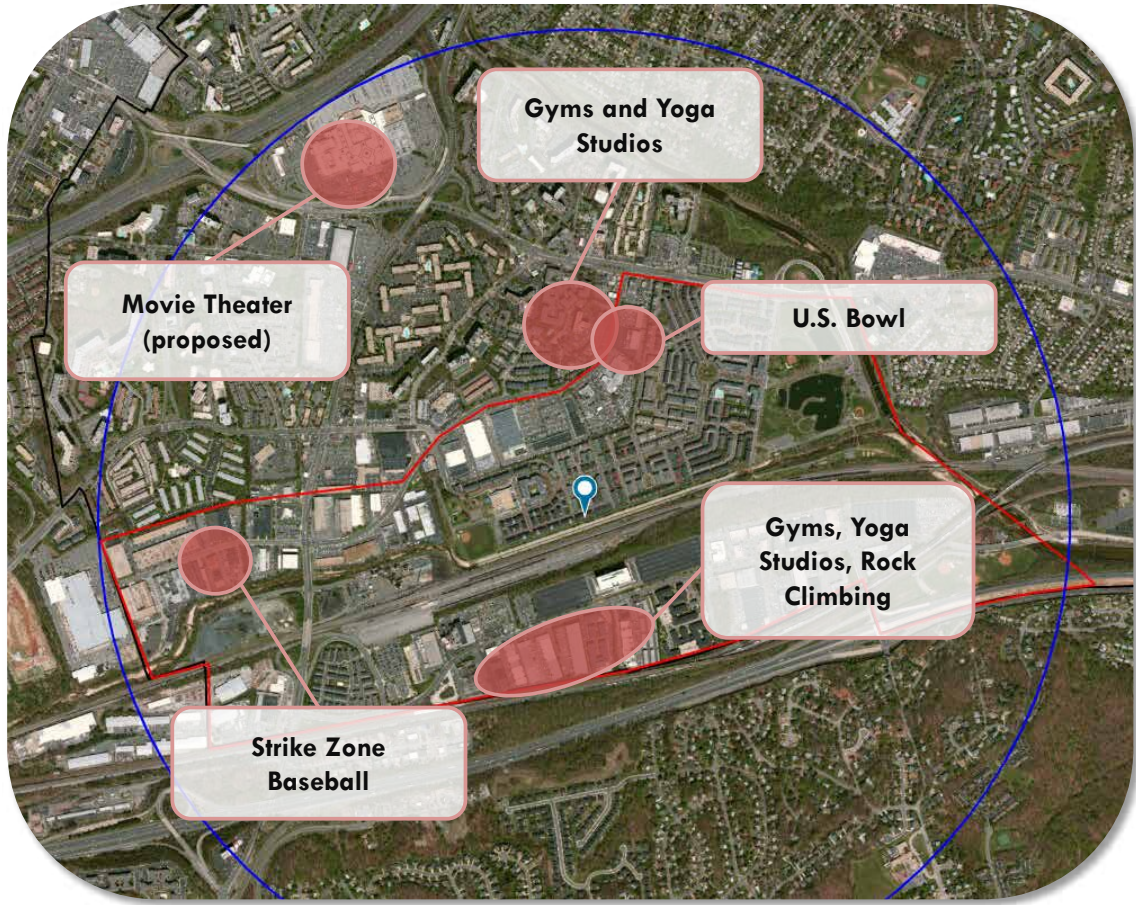 Gyms and Yoga
Studios
Movie Theater
(proposed)
U.S. Bowl
Gyms, Yoga
Studios, Rock
Climbing
Strike Zone
Baseball